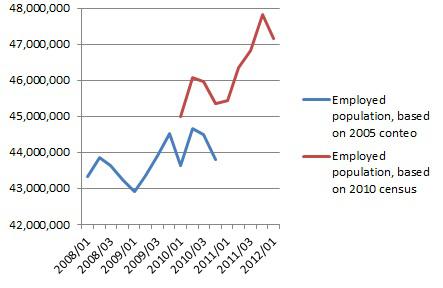 48,000,000
47,000,000
46,000,000
45,000,000
44,000,000
43,000,000
42,000,000
2008/01
2008/03
2009/01
2009/03
2010/01
2010/03
2011/01
2011/03
2012/01
Employed
population, based
on 2005 conteo
Employed
population, based
on 2010 census